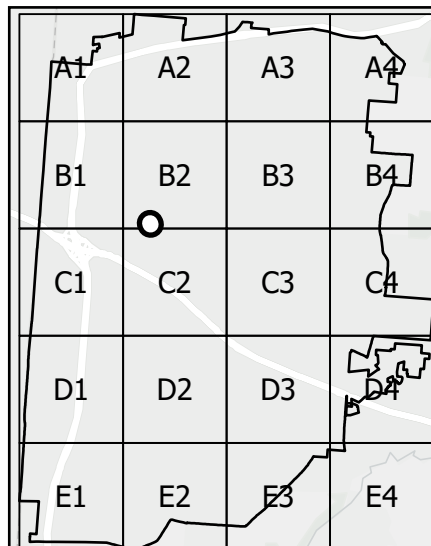 A1 A2 A3 A4
B1 B2 B3 B4
C1 C2 C3 C4
D1 D2 D3 D4
E1 E2 E3 E4